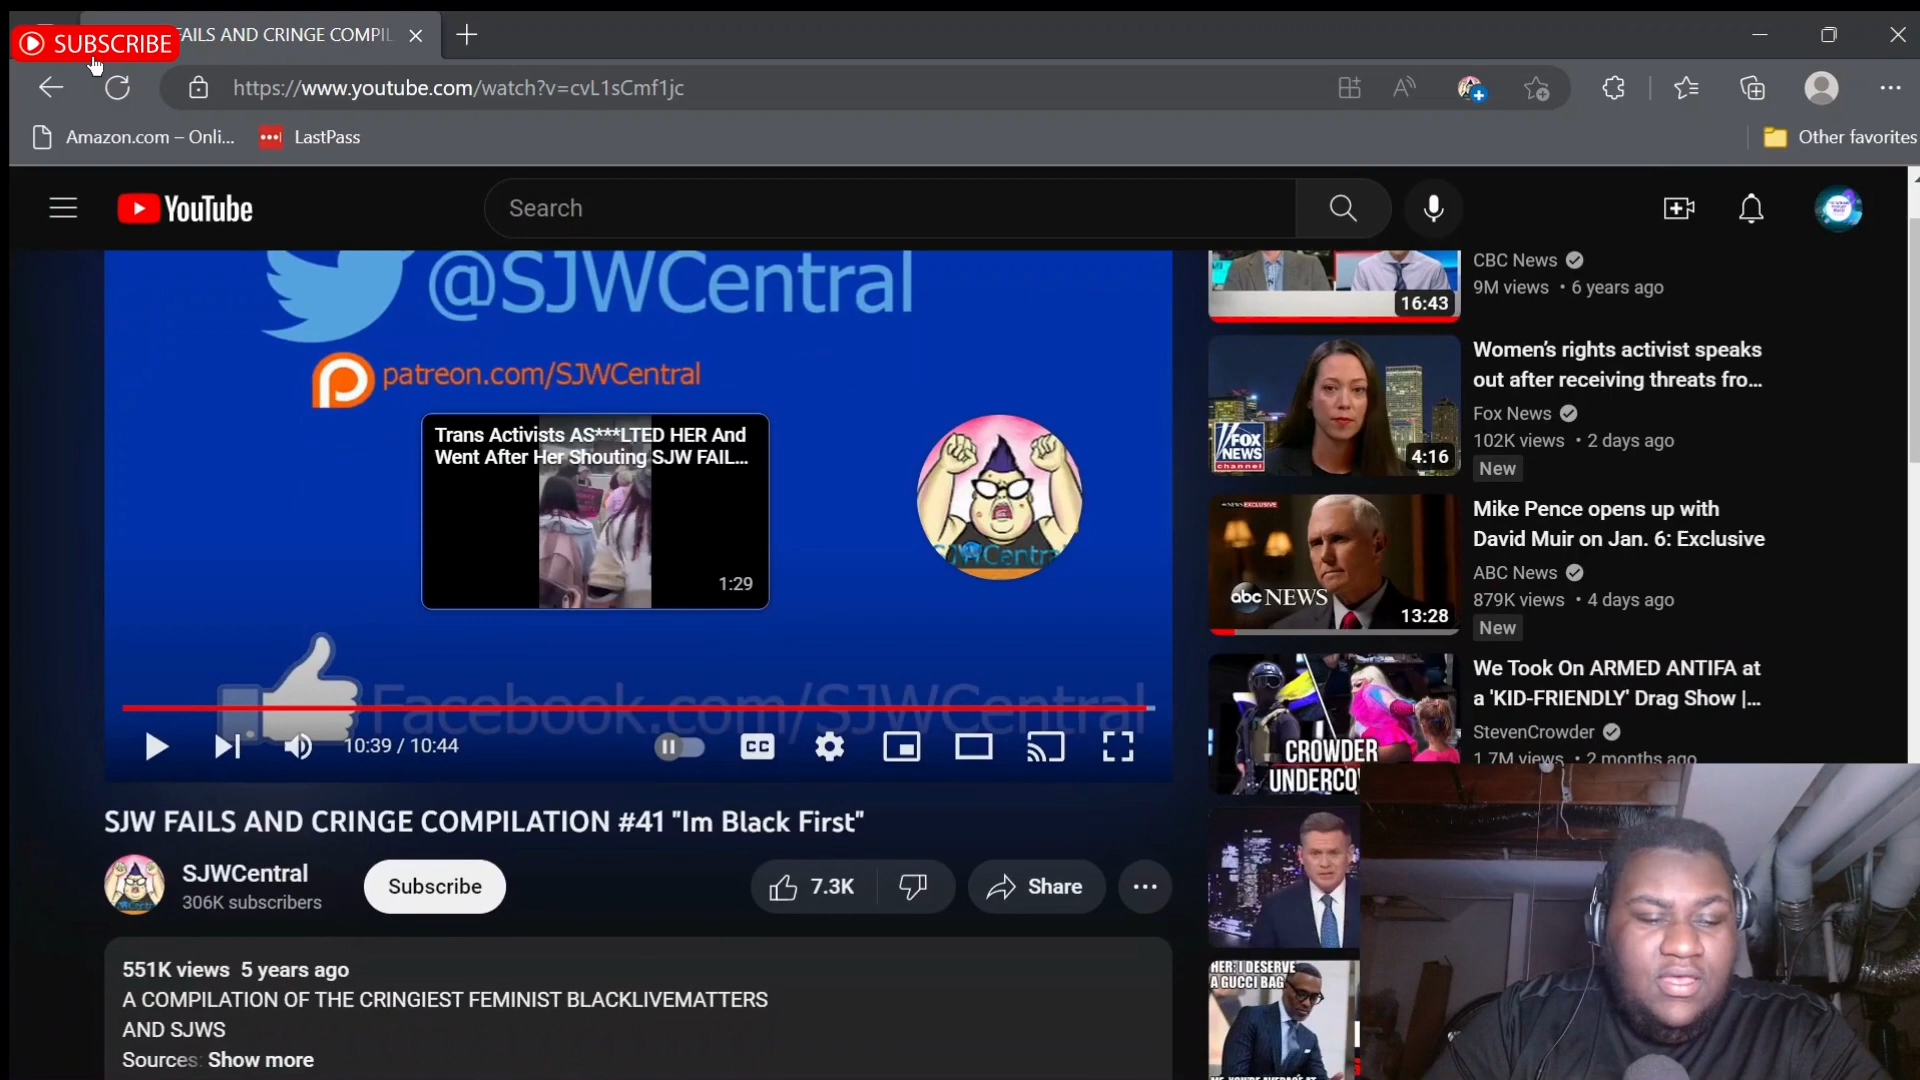 SUBSCRIBE
FAILS AND CRINGE COMPIL
https://www.youtube.com/watch?v=cvL1sCmf1jc
Amazon.com – Onli...
LastPass
Other favorites
YouTube
Search
@SJWCentral
patreon.com/SJWCentral
Trans Activists AS***LTED HER And
Went After Her Shouting SJW FAIL...
1:29
SJWCentral
Facebook.com/SJWCentral
10:39 / 10:44
CC
SJW FAILS AND CRINGE COMPILATION #41 "Im Black First"
SJWCentral
306K subscribers
Subscribe
7.3K
Share
551K views 5 years ago
A COMPILATION OF THE CRINGIEST FEMINIST BLACKLIVEMATTERS
AND SJWS
Sources: Show more
16:43
CBC News
9M views • 6 years ago
FOX
NEWS
channel
4:16
Women's rights activist speaks
out after receiving threats fro...
Fox News
102K views • 2 days ago
New
abc NEWS
13:28
Mike Pence opens up with
David Muir on Jan. 6: Exclusive
ABC News
879K views • 4 days ago
New
CROWDER
UNDERCO
We Took On ARMED ANTIFA at
a 'KID-FRIENDLY' Drag Show |...
StevenCrowder
1.7M views • 2 months ago
HER: I DESERVE
A GUCCI BAG